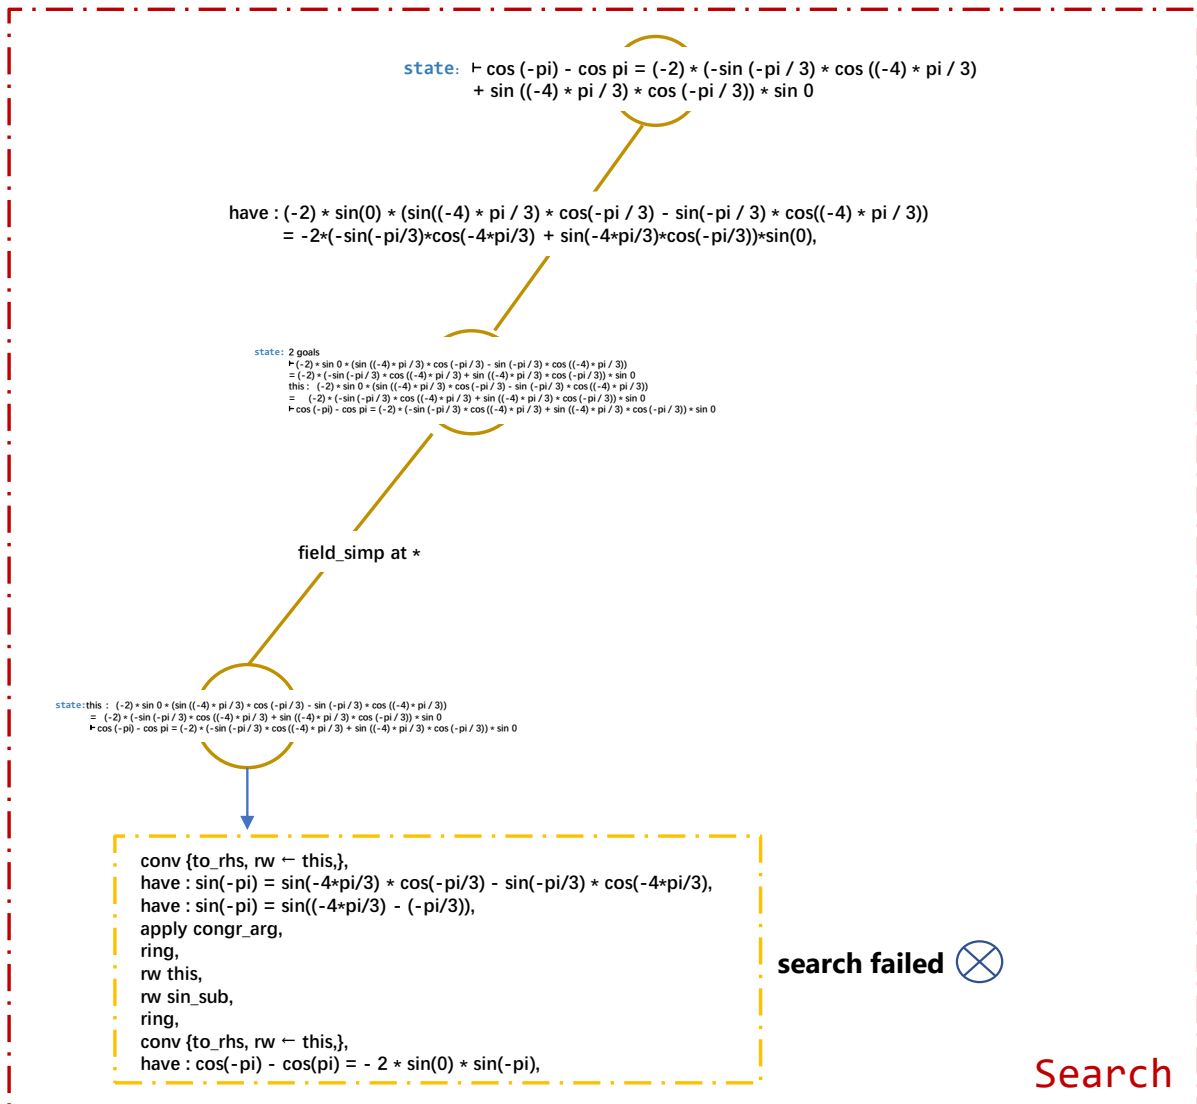 state: ⊢ cos (-pi) - cos pi = (-2) * (-sin (-pi / 3) * cos ((-4) * pi / 3)
+ sin ((-4) * pi / 3) * cos (-pi / 3)) * sin 0
have : (-2) * sin(0) * (sin((-4) * pi / 3) * cos(-pi / 3) - sin(-pi / 3) * cos((-4) * pi / 3))
= -2*(-sin(-pi/3)*cos(-4*pi/3) + sin(-4*pi/3)*cos(-pi/3))*sin(0),
state: 2 goals
⊢ (-2) * sin 0 * (sin ((-4) * pi / 3) * cos (-pi / 3) - sin (-pi / 3) * cos ((-4) * pi / 3))
= (-2) * (-sin (-pi / 3) * cos ((-4) * pi / 3) + sin ((-4) * pi / 3) * cos (-pi / 3)) * sin 0
this : (-2) * sin 0 * (sin ((-4) * pi / 3) * cos (-pi / 3) - sin (-pi / 3) * cos ((-4) * pi / 3))
= (-2) * (-sin (-pi / 3) * cos ((-4) * pi / 3) + sin ((-4) * pi / 3) * cos (-pi / 3)) * sin 0
⊢ cos (-pi) - cos pi = (-2) * (-sin (-pi / 3) * cos ((-4) * pi / 3) + sin ((-4) * pi / 3) * cos (-pi / 3)) * sin 0
field_simp at *
state: this : (-2) * sin 0 * (sin ((-4) * pi / 3) * cos (-pi / 3) - sin (-pi / 3) * cos ((-4) * pi / 3))
= (-2) * (-sin (-pi / 3) * cos ((-4) * pi / 3) + sin ((-4) * pi / 3) * cos (-pi / 3)) * sin 0
⊢ cos (-pi) - cos pi = (-2) * (-sin (-pi / 3) * cos ((-4) * pi / 3) + sin ((-4) * pi / 3) * cos (-pi / 3)) * sin 0
conv {to_rhs, rw ← this,},
have : sin(-pi) = sin(-4*pi/3) * cos(-pi/3) - sin(-pi/3) * cos(-4*pi/3),
have : sin(-pi) = sin((-4*pi/3) - (-pi/3)),
apply congr_arg,
ring,
rw this,
rw sin_sub,
ring,
conv {to_rhs, rw ← this,},
have : cos(-pi) - cos(pi) = - 2 * sin(0) * sin(-pi),
search failed
Search